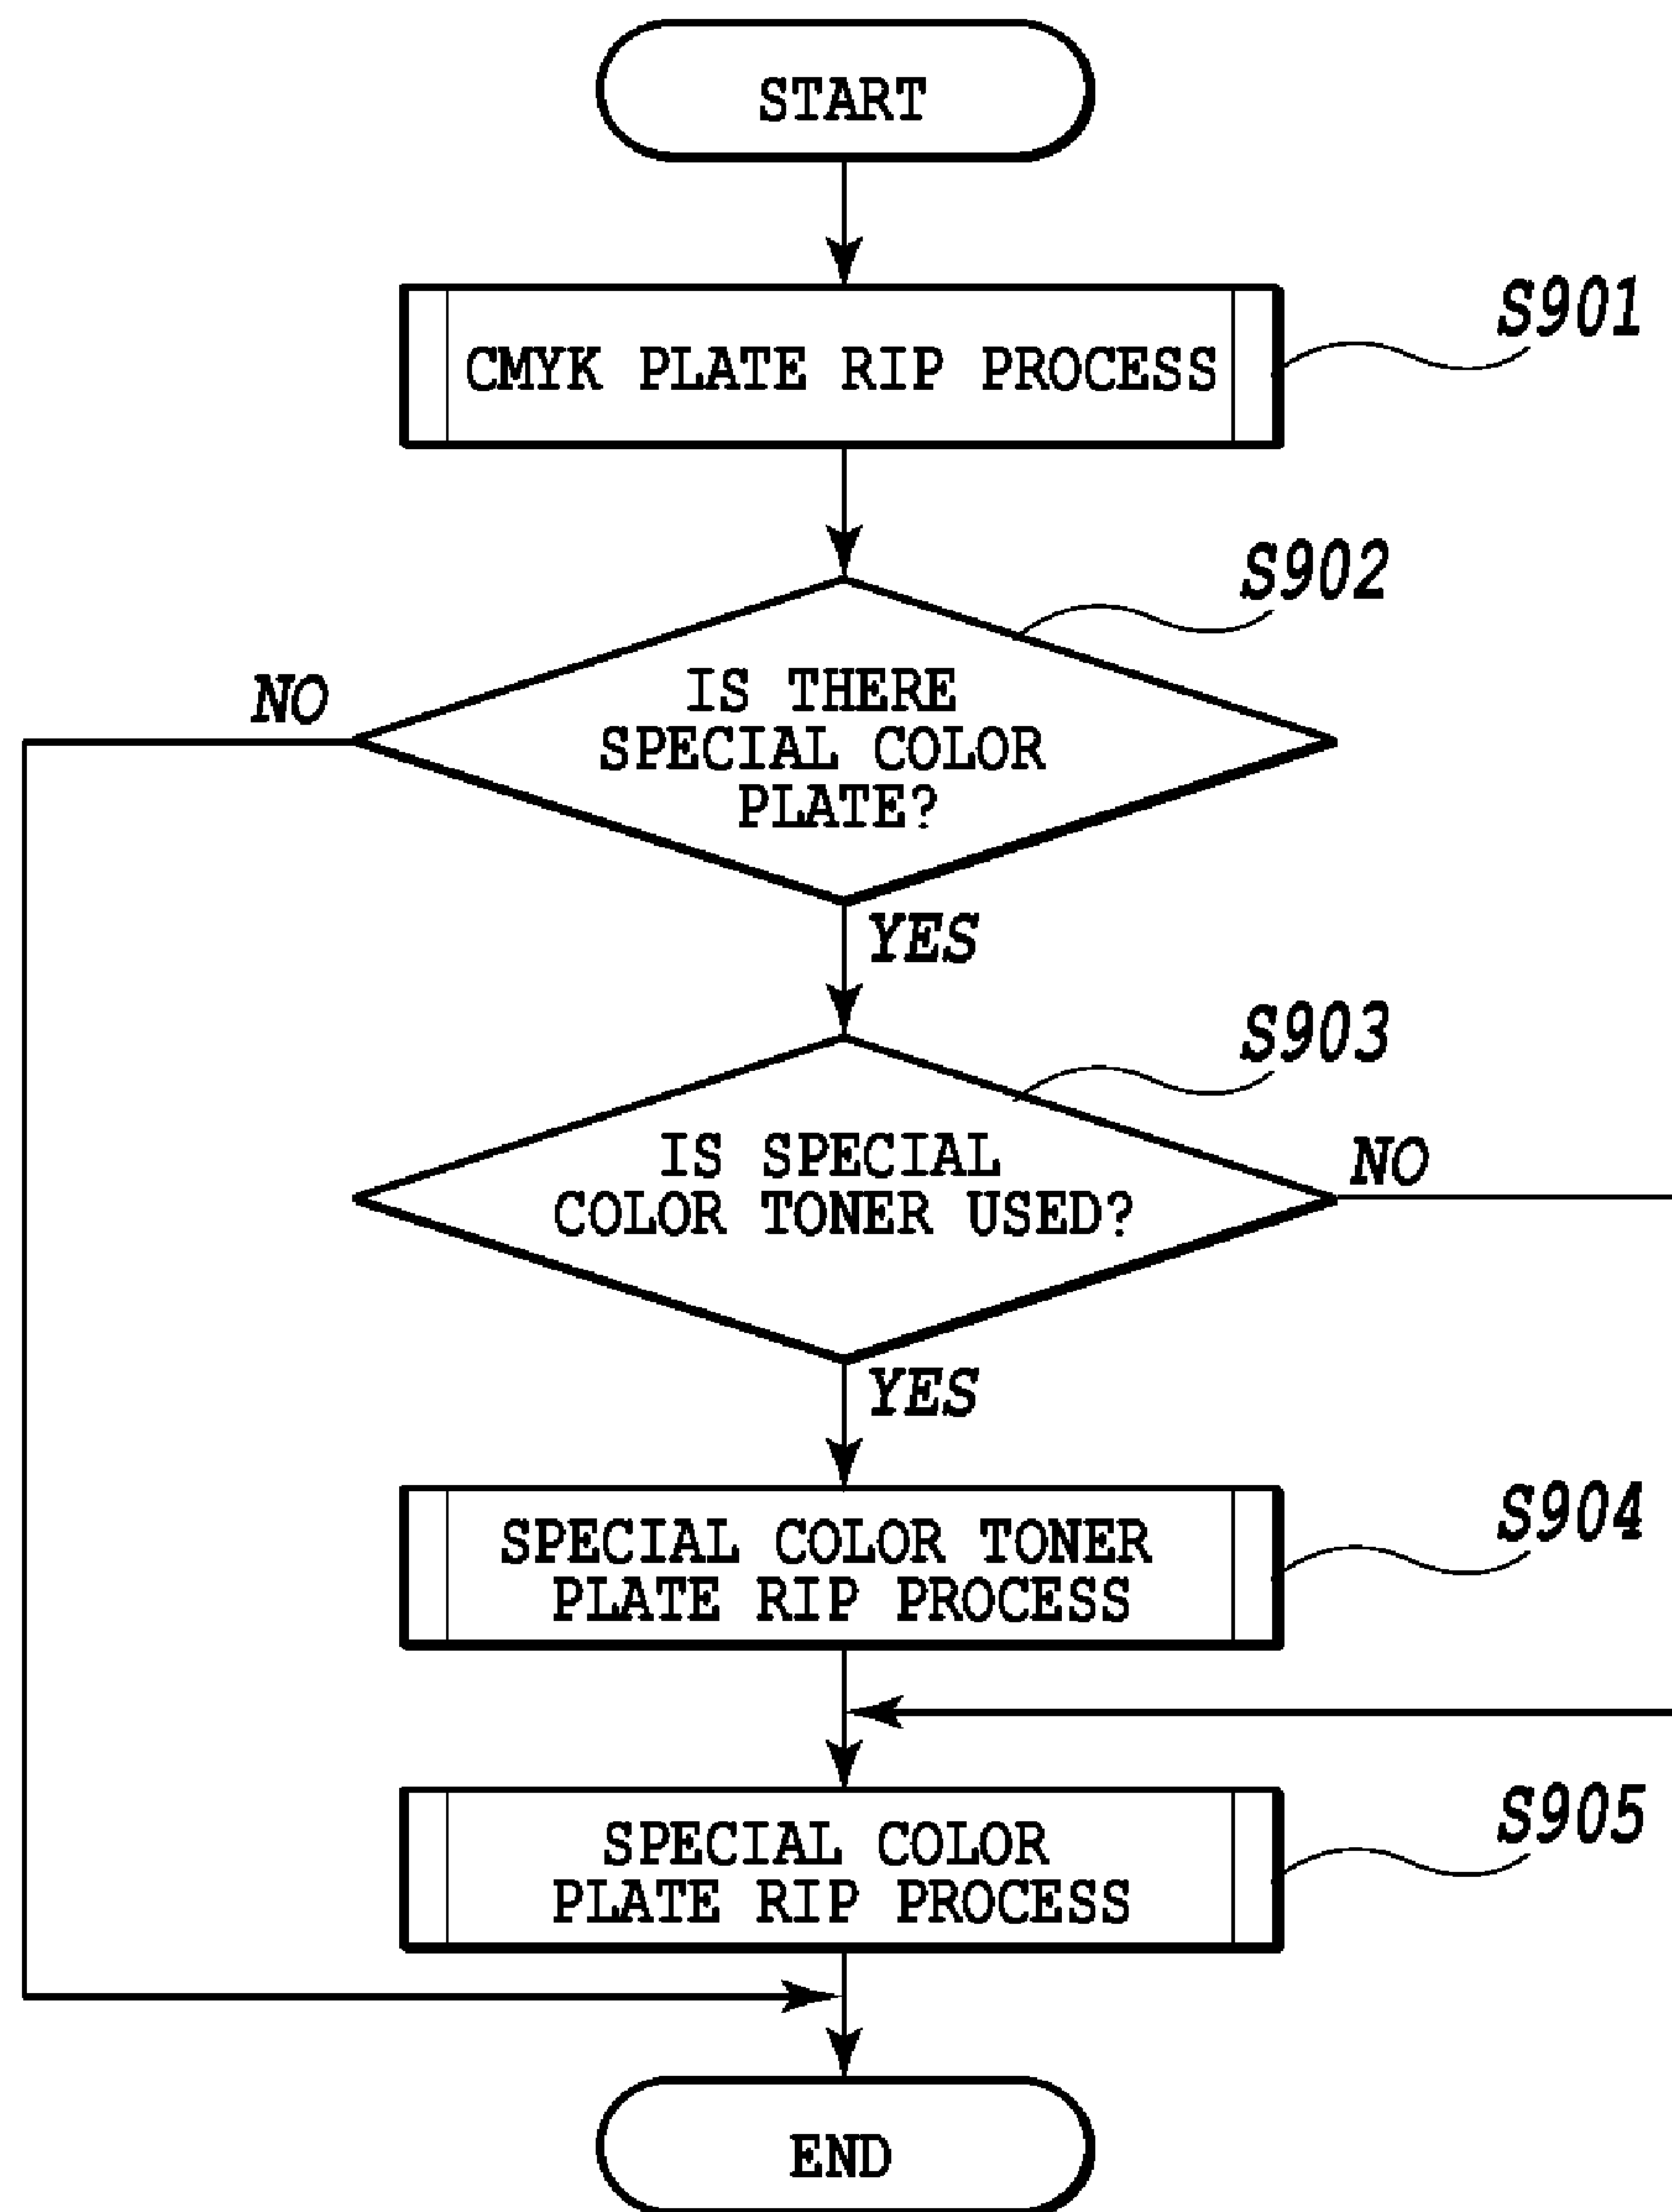 START
CMYK PLATE RIP PROCESS
S901
S902
IS THERE
SPECIAL COLOR
PLATE?
NO
YES
S903
IS SPECIAL
COLOR TONER USED?
NO
YES
SPECIAL COLOR TONER
PLATE RIP PROCESS
S904
SPECIAL COLOR
PLATE RIP PROCESS
S905
END